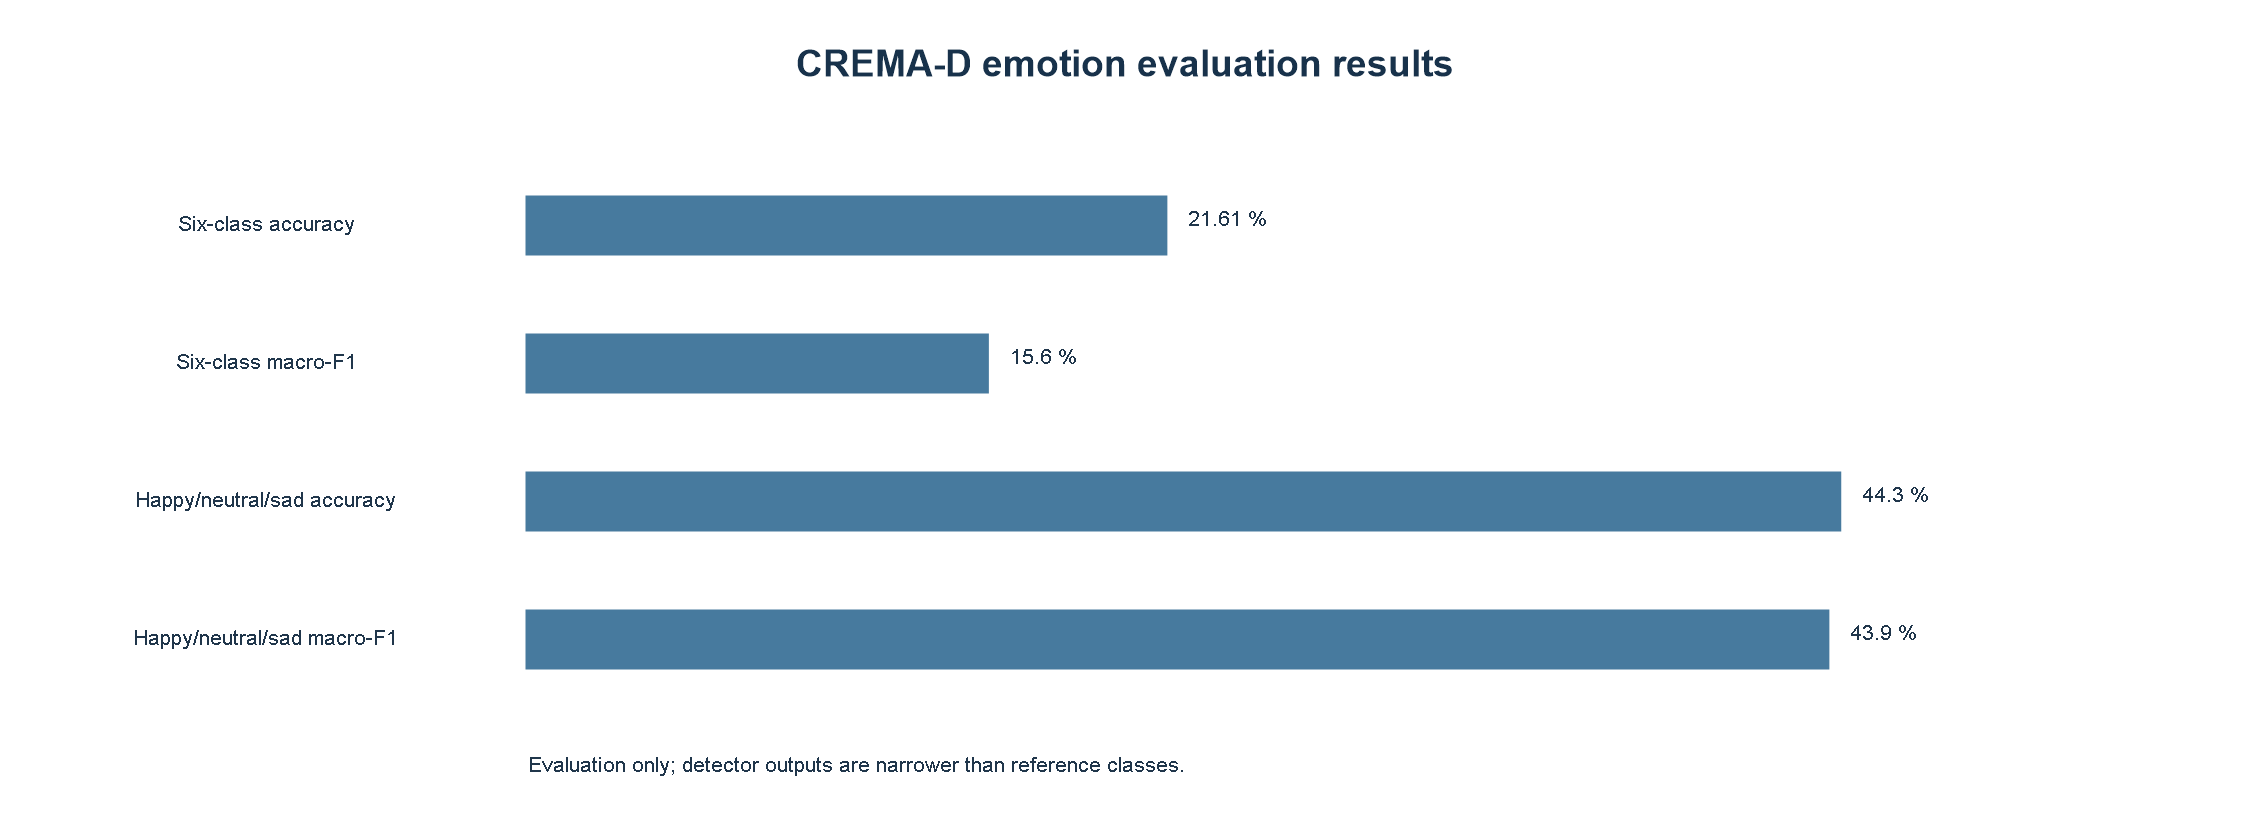 CREMA-D emotion evaluation results
Six-class accuracy 21.61 %
Six-class macro-F1 15.6 %
Happy/neutral/sad accuracy 44.3 %
Happy/neutral/sad macro-F1 43.9 %
Evaluation only; detector outputs are narrower than reference classes.